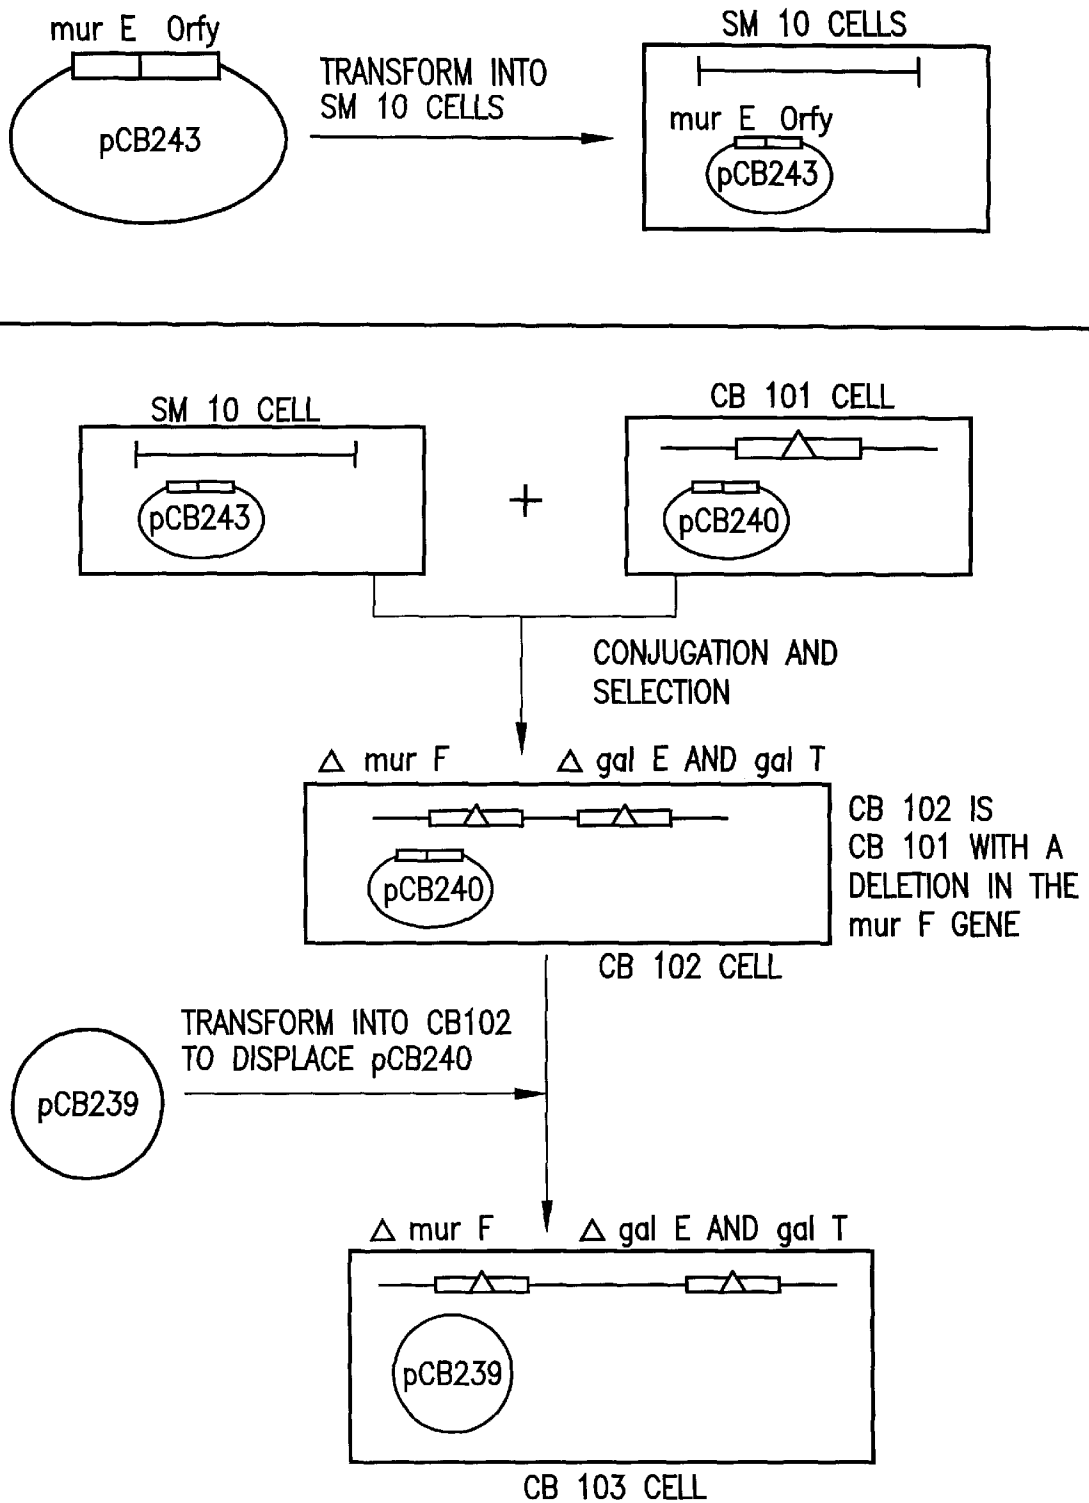 mur E Orfy
pCB243
TRANSFORM INTO
SM 10 CELLS
SM 10 CELLS
mur E Orfy
pCB243
SM 10 CELL
pCB243
+
CB 101 CELL
pCB240
CONJUGATION AND
SELECTION
△ mur F △ gal E AND gal T
pCB240
CB 102 IS
CB 101 WITH A
DELETION IN THE
mur F GENE
CB 102 CELL
TRANSFORM INTO CB102
TO DISPLACE pCB240
pCB239
△ mur F △ gal E AND gal T
pCB239
CB 103 CELL